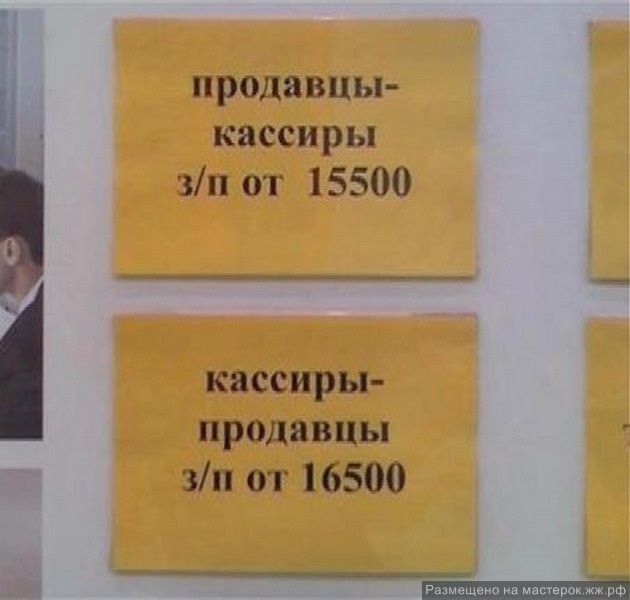 продавцы-
кассиры
з/п от 15500
кассиры-
продавцы
з/п от 16500
Размещено на мастерок.жж.рф